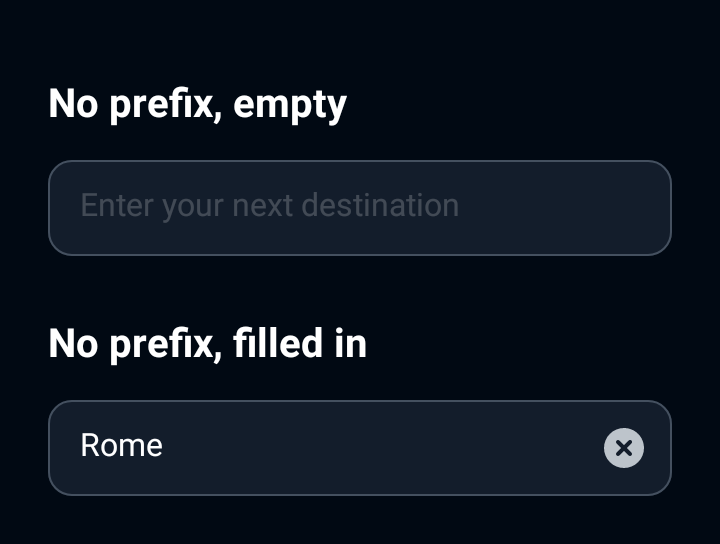 No prefix, empty
Enter your next destination
No prefix, filled in
Rome